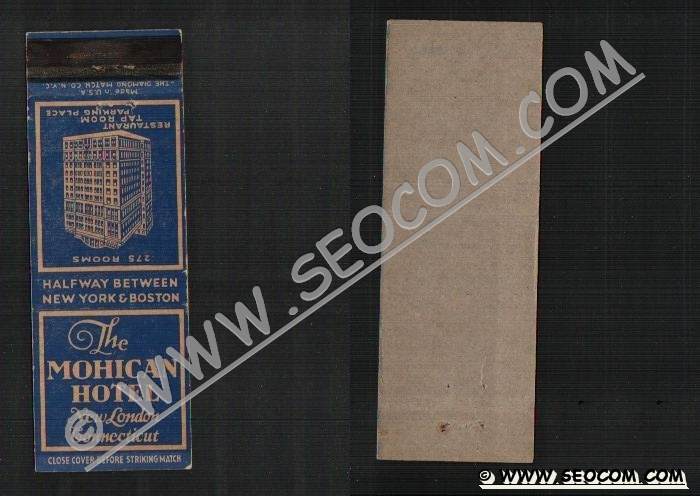 Made in U.S.A.
- THE DIAMOND MATCH CO. N.Y.C.
RESTAURANT
TAP ROOM
PARKING PLACE
275 ROOMS
HALFWAY BETWEEN
NEW YORK & BOSTON
The
MOHICAN
HOTEL
New London
Connecticut
CLOSE COVER BEFORE STRIKING MATCH
© WWW.SEOCOM.COM
© WWW.SEOCOM.COM